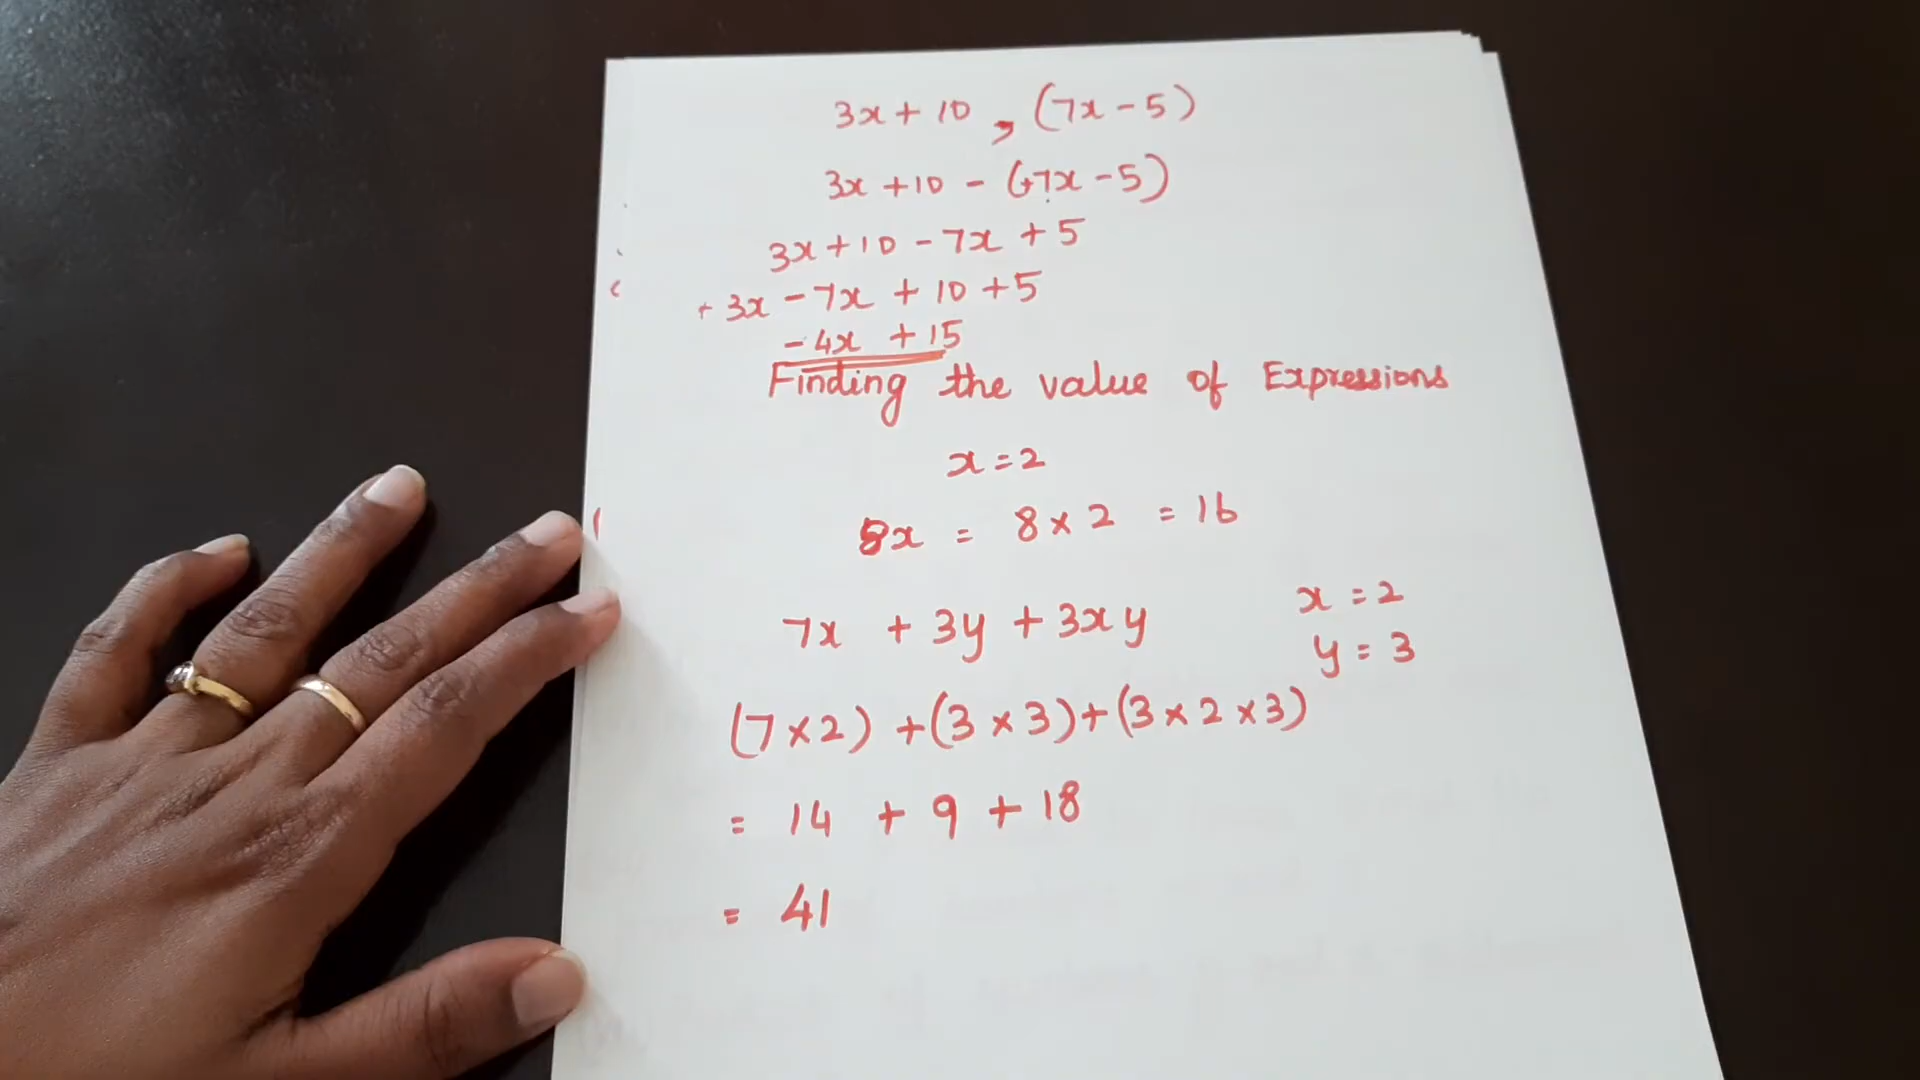 3x + 10 , (7x - 5)
3x + 10 - (+7x - 5)
3x + 10 - 7x + 5
+ 3x - 7x + 10 + 5
- 4x + 15
Finding the value of Expressions
x = 2
8x = 8 × 2 = 16
7x + 3y + 3xy
x = 2
y = 3
(7 × 2) + (3 × 3) + (3 × 2 × 3)
= 14 + 9 + 18
= 41